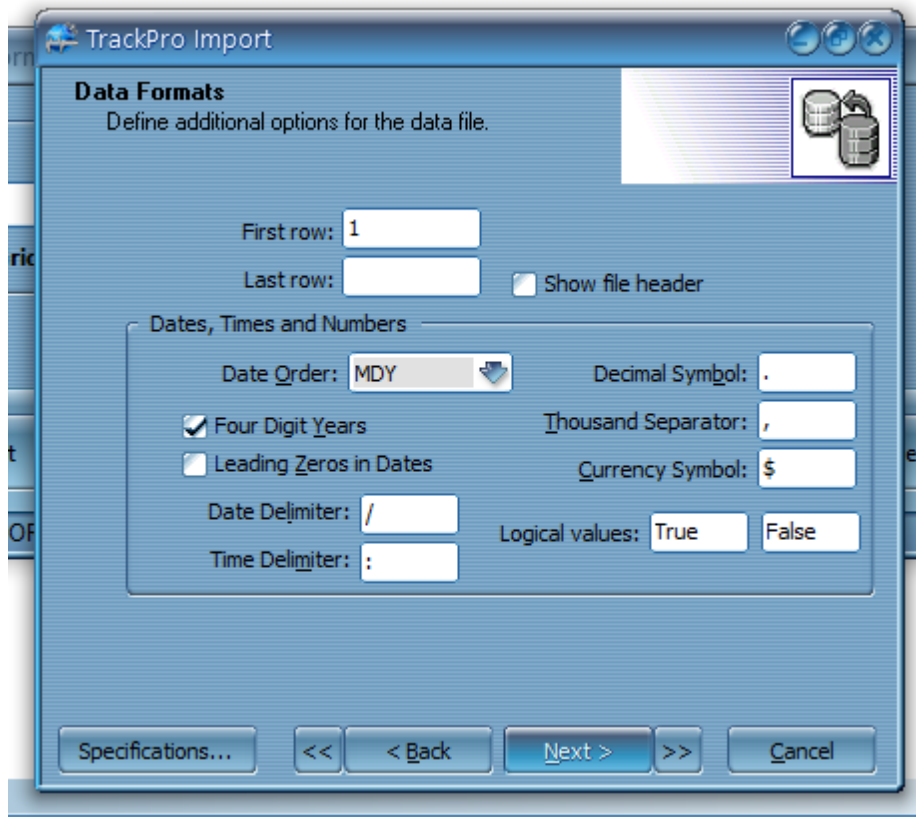 TrackPro Import
Data Formats
Define additional options for the data file.
First row: 1
Last row:
Show file header
Dates, Times and Numbers
Date Order: MDY
Decimal Symbol: .
Four Digit Years
Thousand Separator: ,
Leading Zeros in Dates
Currency Symbol: $
Date Delimiter: /
Logical values: True False
Time Delimiter: :
Specifications... << < Back Next > >> Cancel